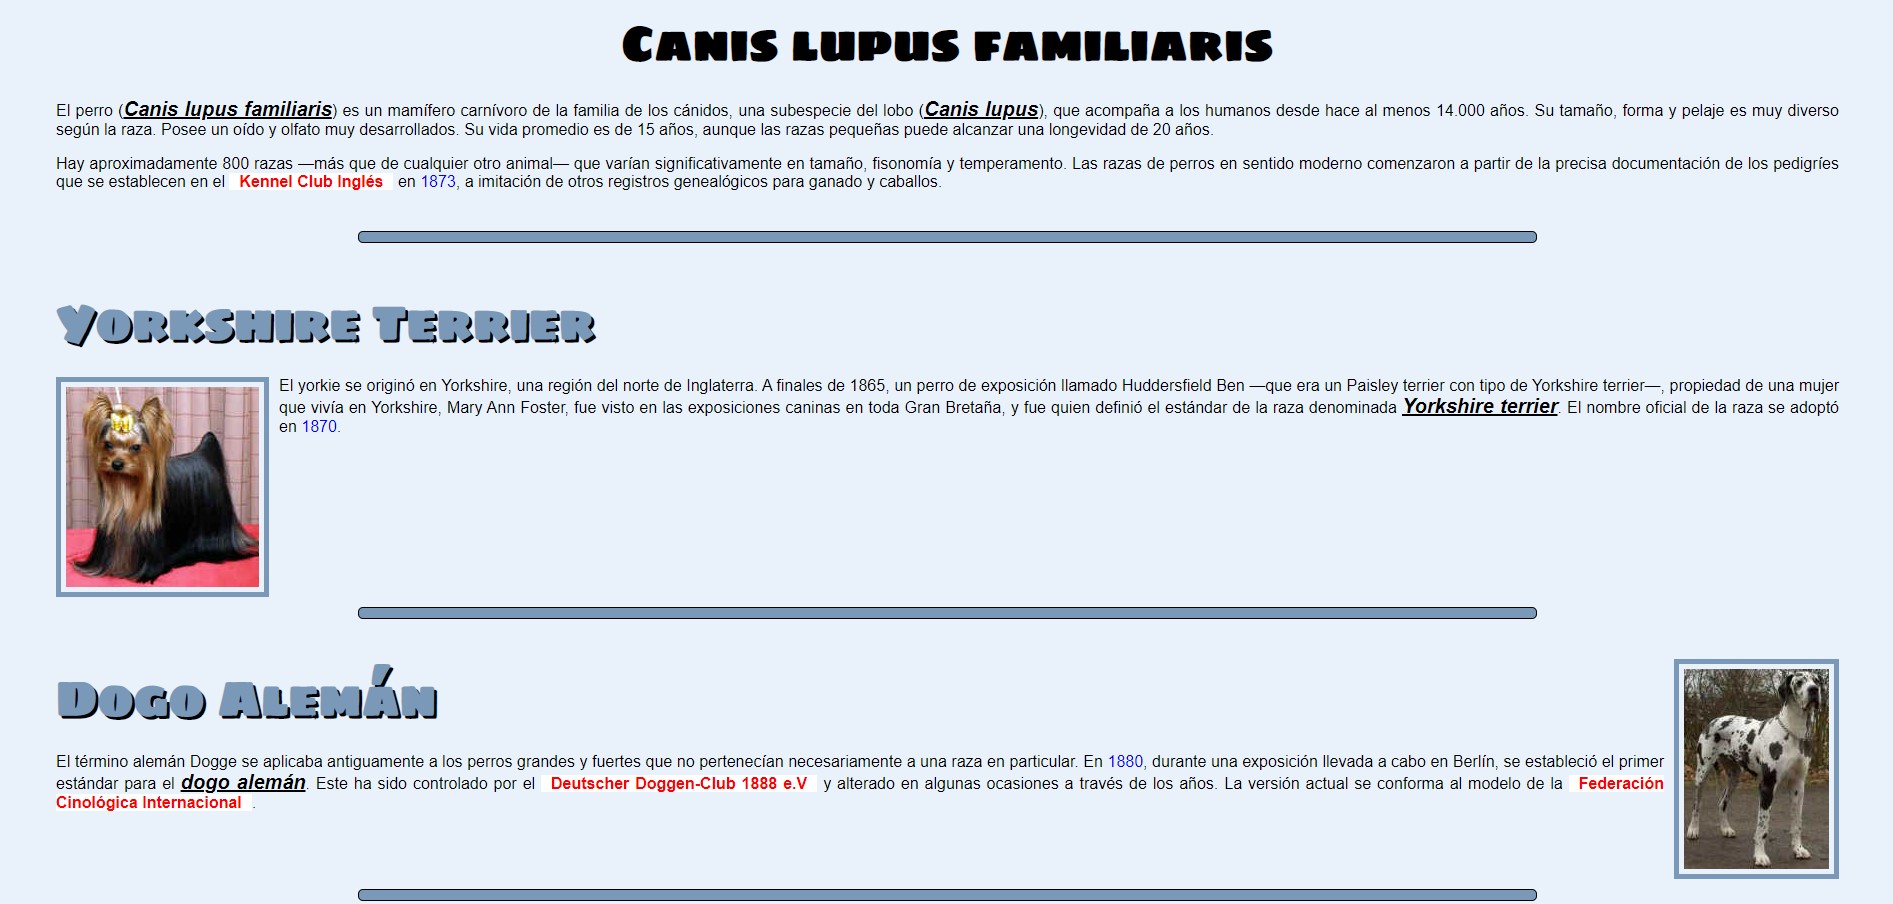 Canis lupus familiaris
El perro (Canis lupus familiaris) es un mamífero carnívoro de la familia de los cánidos, una subespecie del lobo (Canis lupus), que acompaña a los humanos desde hace al menos 14.000 años. Su tamaño, forma y pelaje es muy diverso
según la raza. Posee un oído y olfato muy desarrollados. Su vida promedio es de 15 años, aunque las razas pequeñas puede alcanzar una longevidad de 20 años.
Hay aproximadamente 800 razas —más que de cualquier otro animal— que varían significativamente en tamaño, fisonomía y temperamento. Las razas de perros en sentido moderno comenzaron a partir de la precisa documentación de los pedigríes
que se establecen en el Kennel Club Inglés en 1873, a imitación de otros registros genealógicos para ganado y caballos.
Yorkshire Terrier
El yorkie se originó en Yorkshire, una región del norte de Inglaterra. A finales de 1865, un perro de exposición llamado Huddersfield Ben —que era un Paisley terrier con tipo de Yorkshire terrier—, propiedad de una mujer
que vivía en Yorkshire, Mary Ann Foster, fue visto en las exposiciones caninas en toda Gran Bretaña, y fue quien definió el estándar de la raza denominada Yorkshire terrier. El nombre oficial de la raza se adoptó
en 1870.
Dogo Alemán
El término alemán Dogge se aplicaba antiguamente a los perros grandes y fuertes que no pertenecían necesariamente a una raza en particular. En 1880, durante una exposición llevada a cabo en Berlín, se estableció el primer
estándar para el dogo alemán. Este ha sido controlado por el Deutscher Doggen-Club 1888 e.V y alterado en algunas ocasiones a través de los años. La versión actual se conforma al modelo de la Federación
Cinológica Internacional .